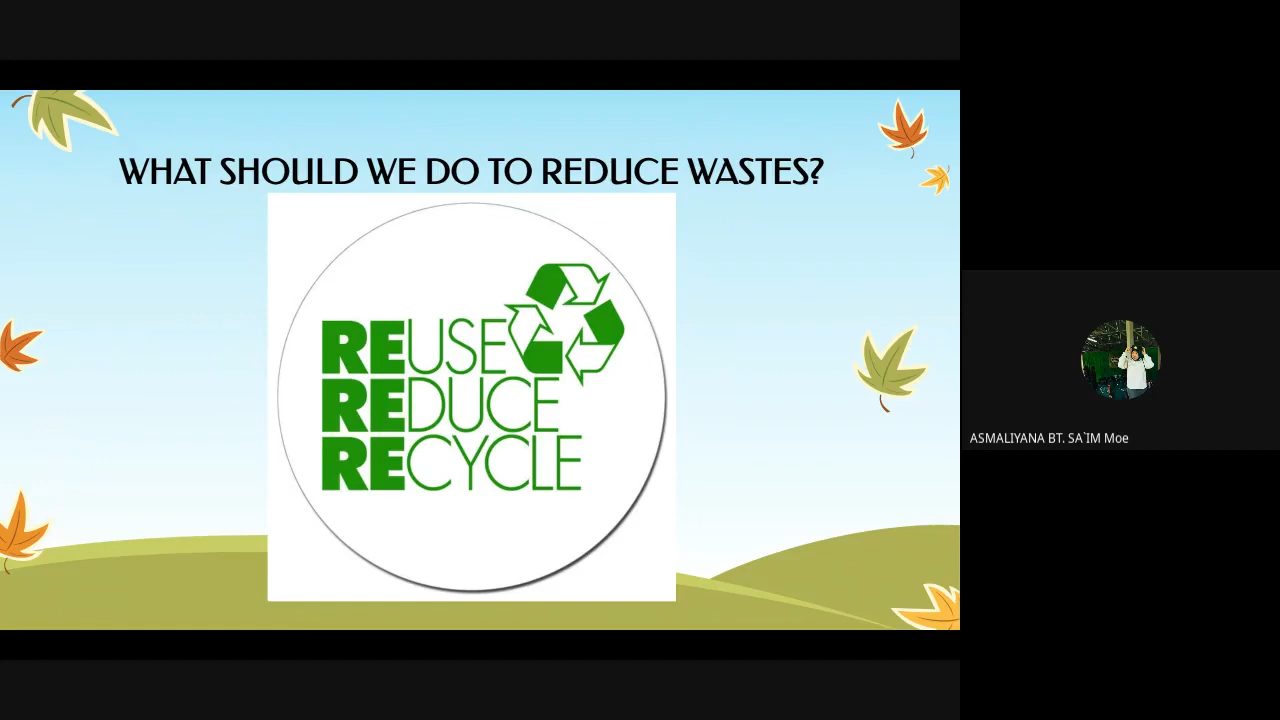 WHAT SHOULD WE DO TO REDUCE WASTES?
REUSE
REDUCE
RECYCLE
ASMALIYANA BT. SA`IM Moe